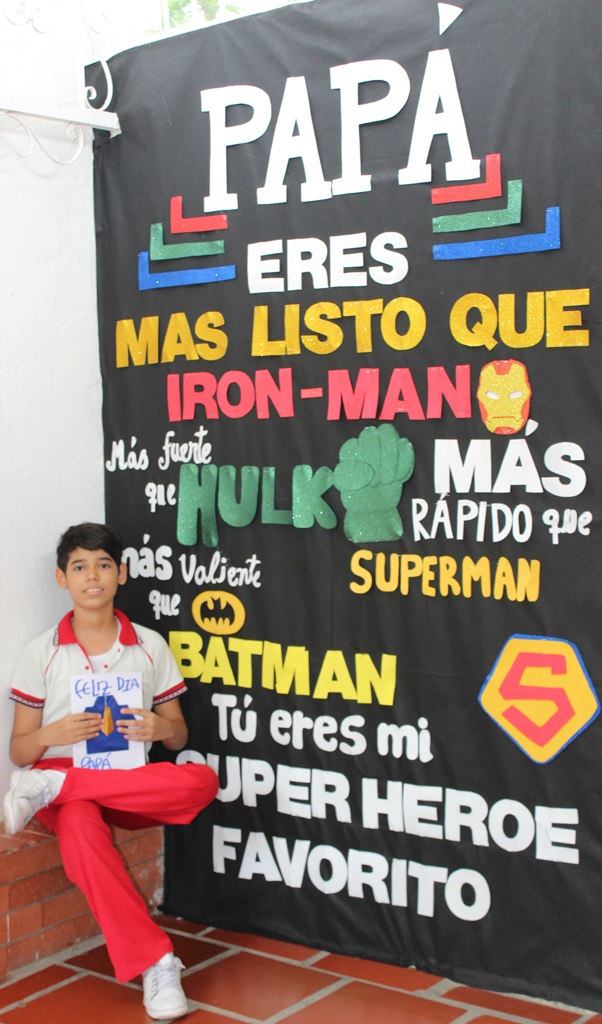 PAPÁ
ERES
MAS LISTO QUE
IRON-MAN
Más fuerte MÁS
que HULK RÁPIDO que
más valiente SUPERMAN
que
BATMAN S
Tú eres mi
SUPER HEROE
FAVORITO
FELIZ DIA
PAPÁ